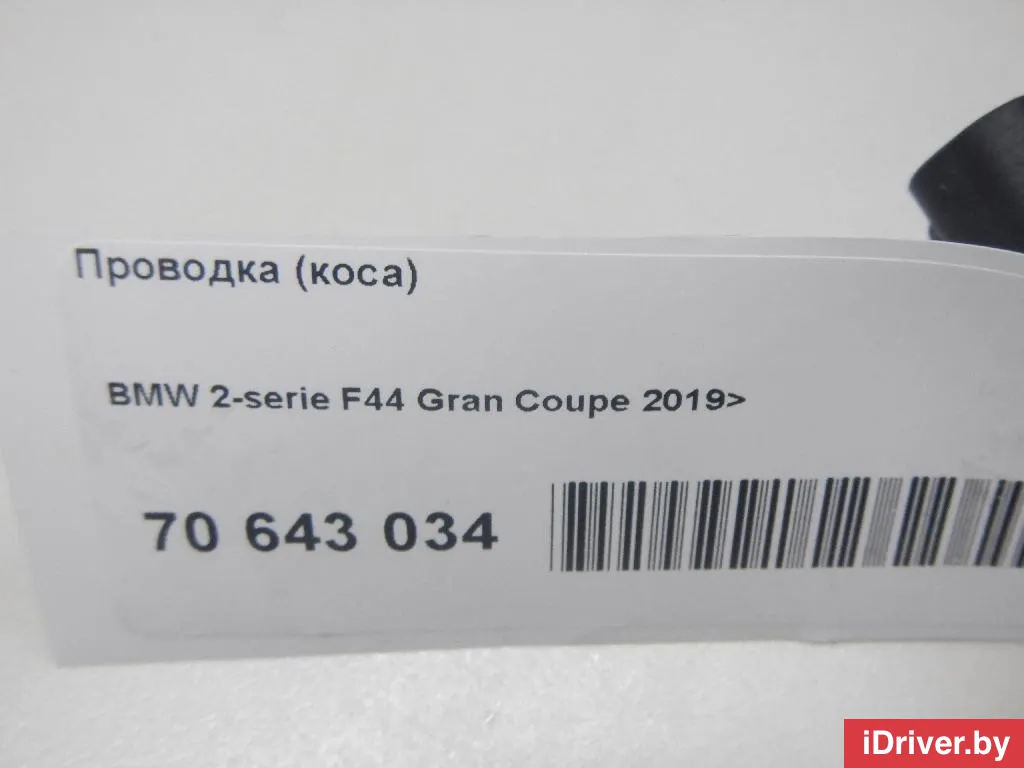 Проводка (коса)
BMW 2-serie F44 Gran Coupe 2019>
70 643 034
iDriver.by